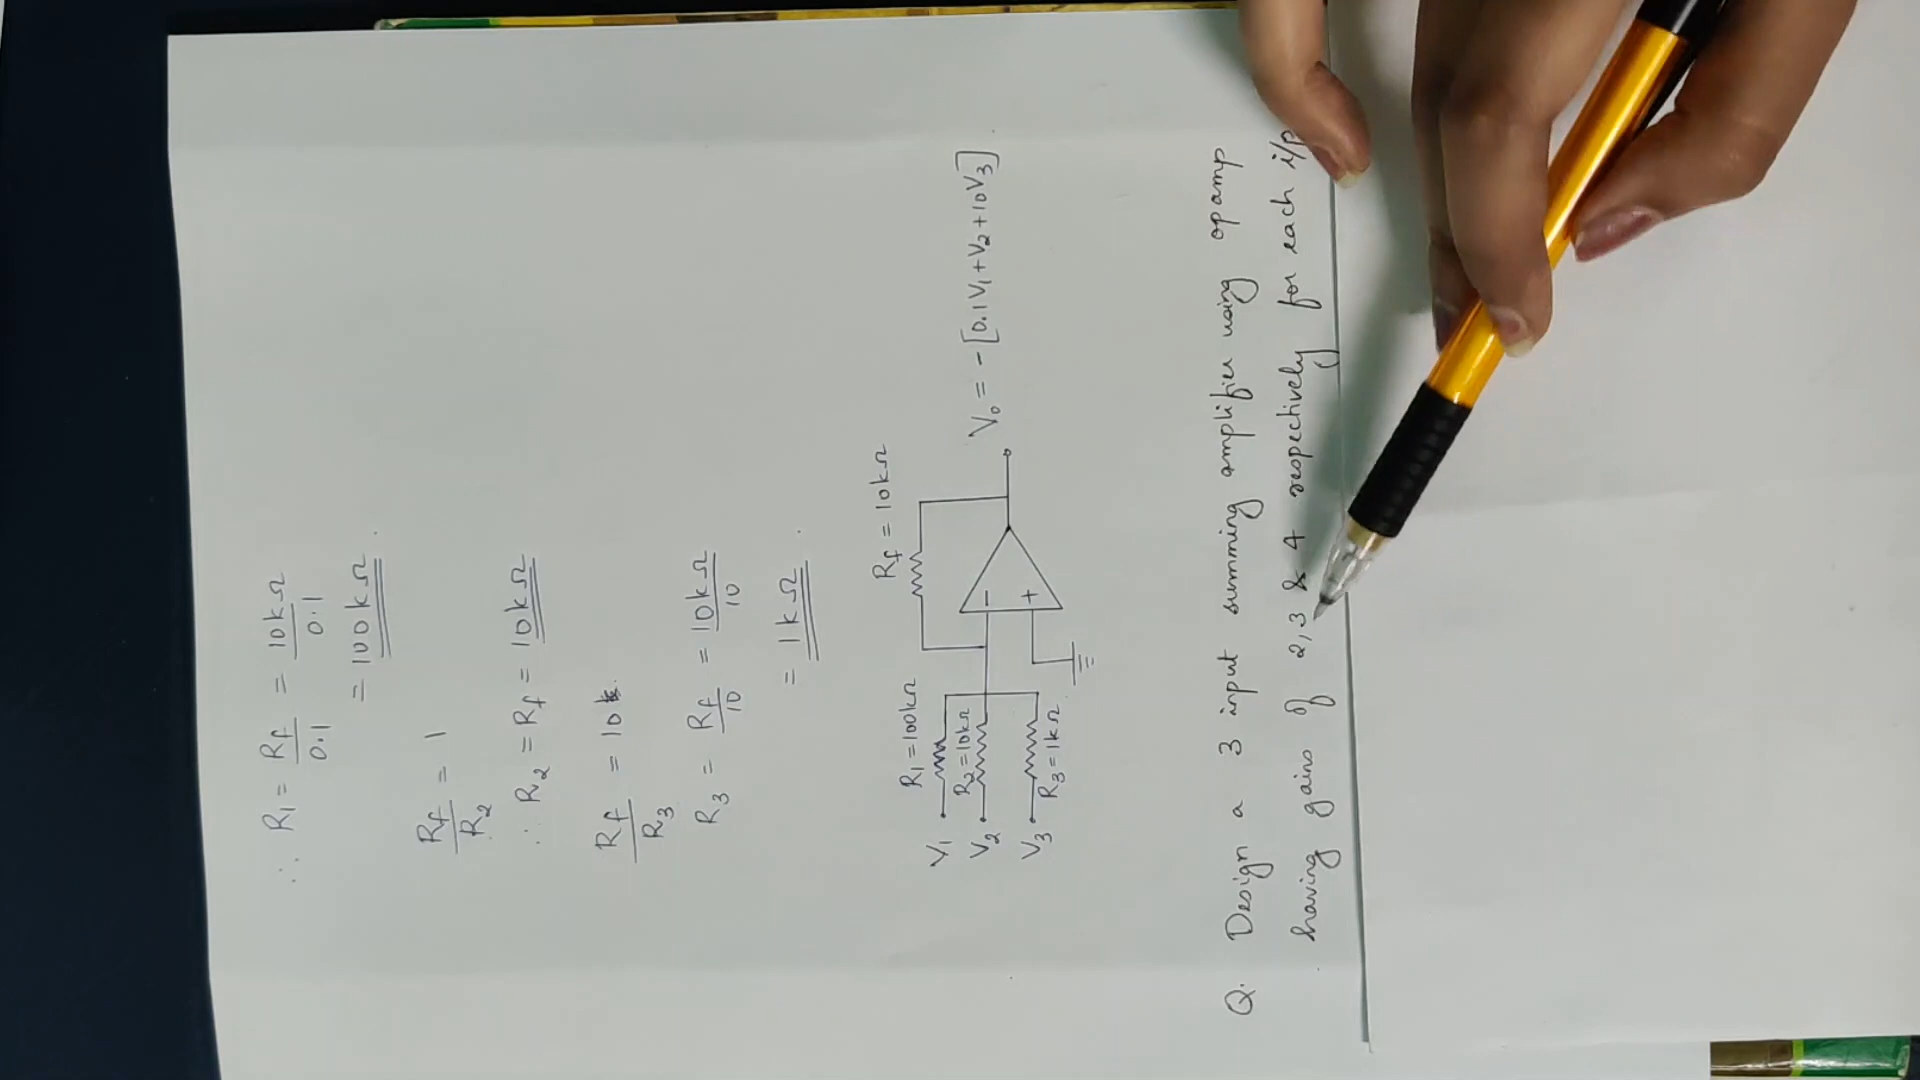 ∴ R₁ = Rf/0.1 = 10kΩ/0.1
= 100kΩ.
Rf/R₂ = 1
∴ R₂ = Rf = 10kΩ
Rf/R₃ = 10
R₃ = Rf/10 = 10kΩ/10
= 1kΩ.
Rf = 10kΩ
R₁ = 100kΩ
V₁
R₂ = 10kΩ
V₂
V₃
R₃ = 1kΩ
−
+
V₀ = -[0.1V₁+V₂+10V₃]
Q. Design a 3 input summing amplifier using opamp
having gains of 2,3 & 4 respectively for each i/p